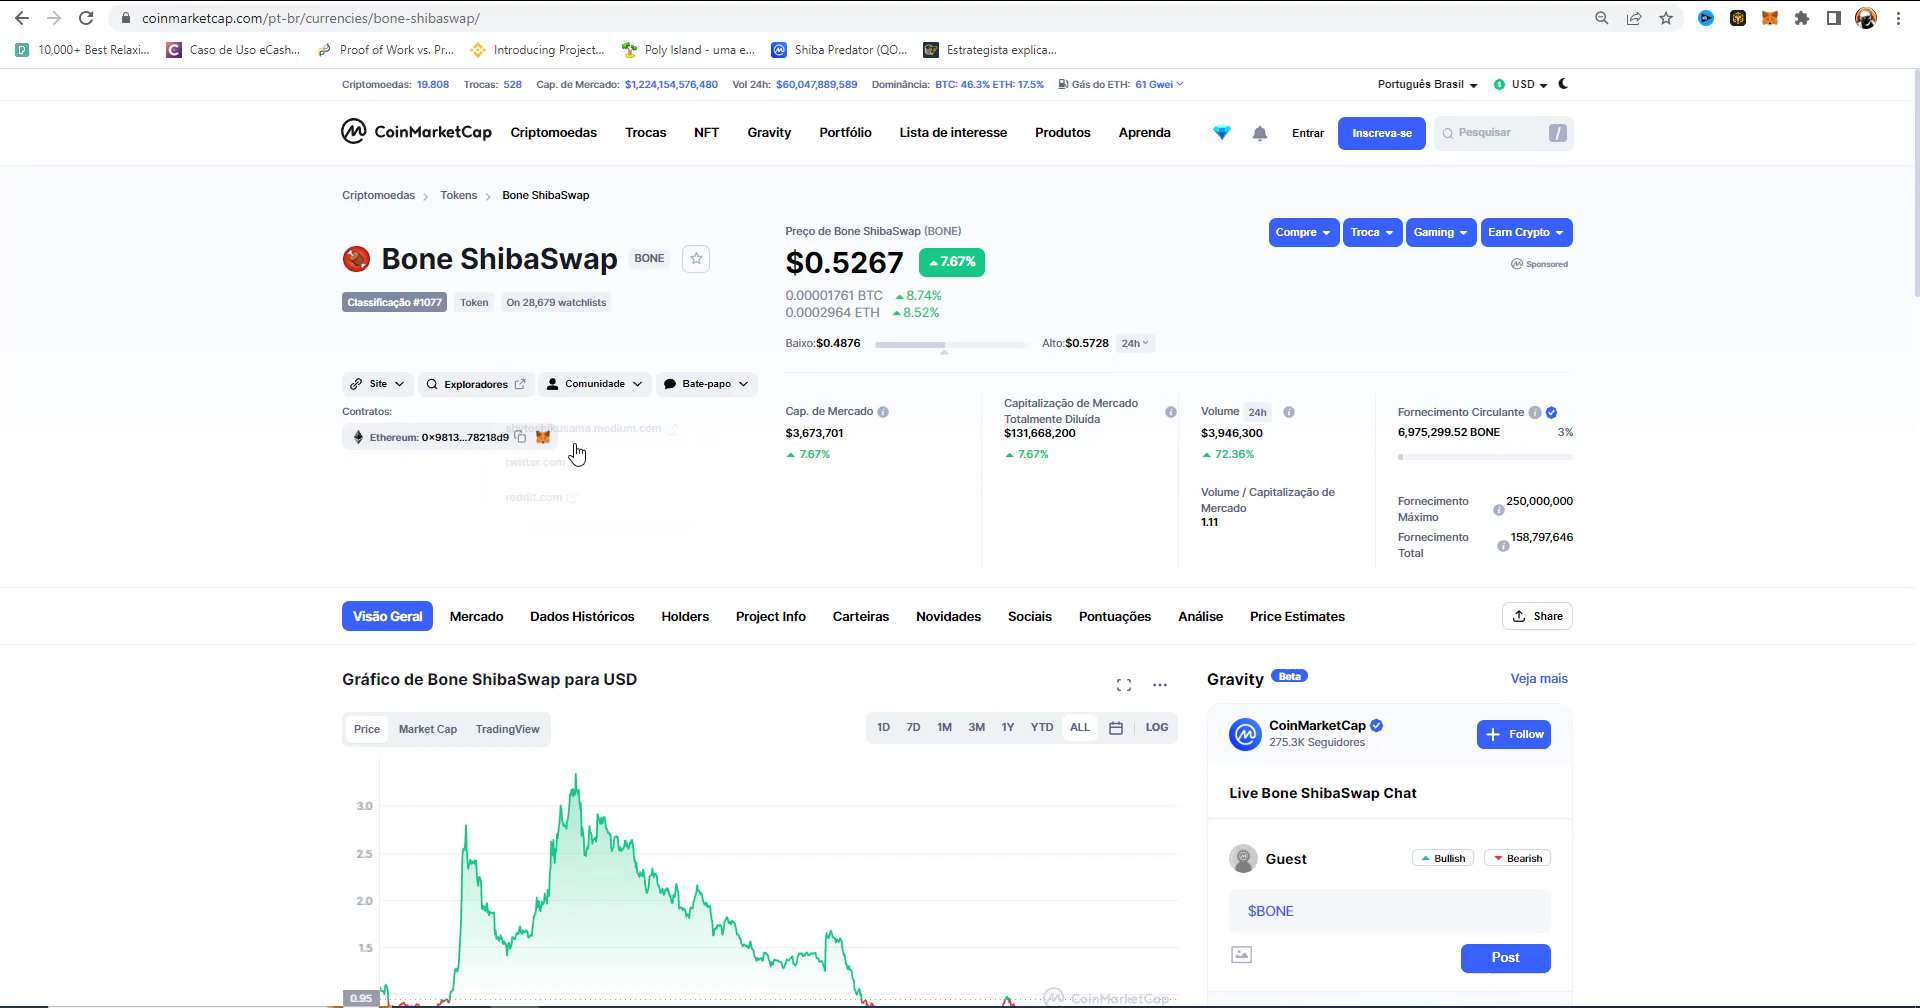 coinmarketcap.com/pt-br/currencies/bone-shibaswap/
10,000+ Best Relaxi... Caso de Uso eCash... Proof of Work vs. Pr... Introducing Project... Poly Island - uma e... Shiba Predator (QO... Estrategista explica...
Criptomoedas: 19.808 Trocas: 528 Cap. de Mercado: $1,224,154,576,480 Vol 24h: $60,047,889,589 Dominância: BTC: 46.3% ETH: 17.5% Gás do ETH: 61 Gwei
Português Brasil USD
CoinMarketCap Criptomoedas Trocas NFT Gravity Portfólio Lista de interesse Produtos Aprenda Entrar Inscreva-se Pesquisar /
Criptomoedas Tokens Bone ShibaSwap
Bone ShibaSwap BONE
Classificação #1077 Token On 28,679 watchlists
Site Exploradores Comunidade Bate-papo
Contratos:
Ethereum: 0x9813...78218d9
shytoshikusama.medium.com
twitter.com
reddit.com
Preço de Bone ShibaSwap (BONE)
$0.5267 7.67%
0.00001761 BTC 8.74%
0.0002964 ETH 8.52%
Baixo:$0.4876 Alto:$0.5728 24h
Compre Troca Gaming Earn Crypto
Sponsored
Cap. de Mercado
$3,673,701
7.67%
Capitalização de Mercado
Totalmente Diluída
$131,668,200
7.67%
Volume 24h
$3,946,300
72.36%
Volume / Capitalização de
Mercado
1.11
Fornecimento Circulante
6,975,299.52 BONE 3%
Fornecimento
Máximo
250,000,000
Fornecimento
Total
158,797,646
Visão Geral Mercado Dados Históricos Holders Project Info Carteiras Novidades Sociais Pontuações Análise Price Estimates Share
Gráfico de Bone ShibaSwap para USD
Price Market Cap TradingView 1D 7D 1M 3M 1Y YTD ALL LOG
3.0
2.5
2.0
1.5
0.95
CoinMarketCap
Gravity Beta Veja mais
CoinMarketCap
275.3K Seguidores
Follow
Live Bone ShibaSwap Chat
Guest Bullish Bearish
$BONE
Post